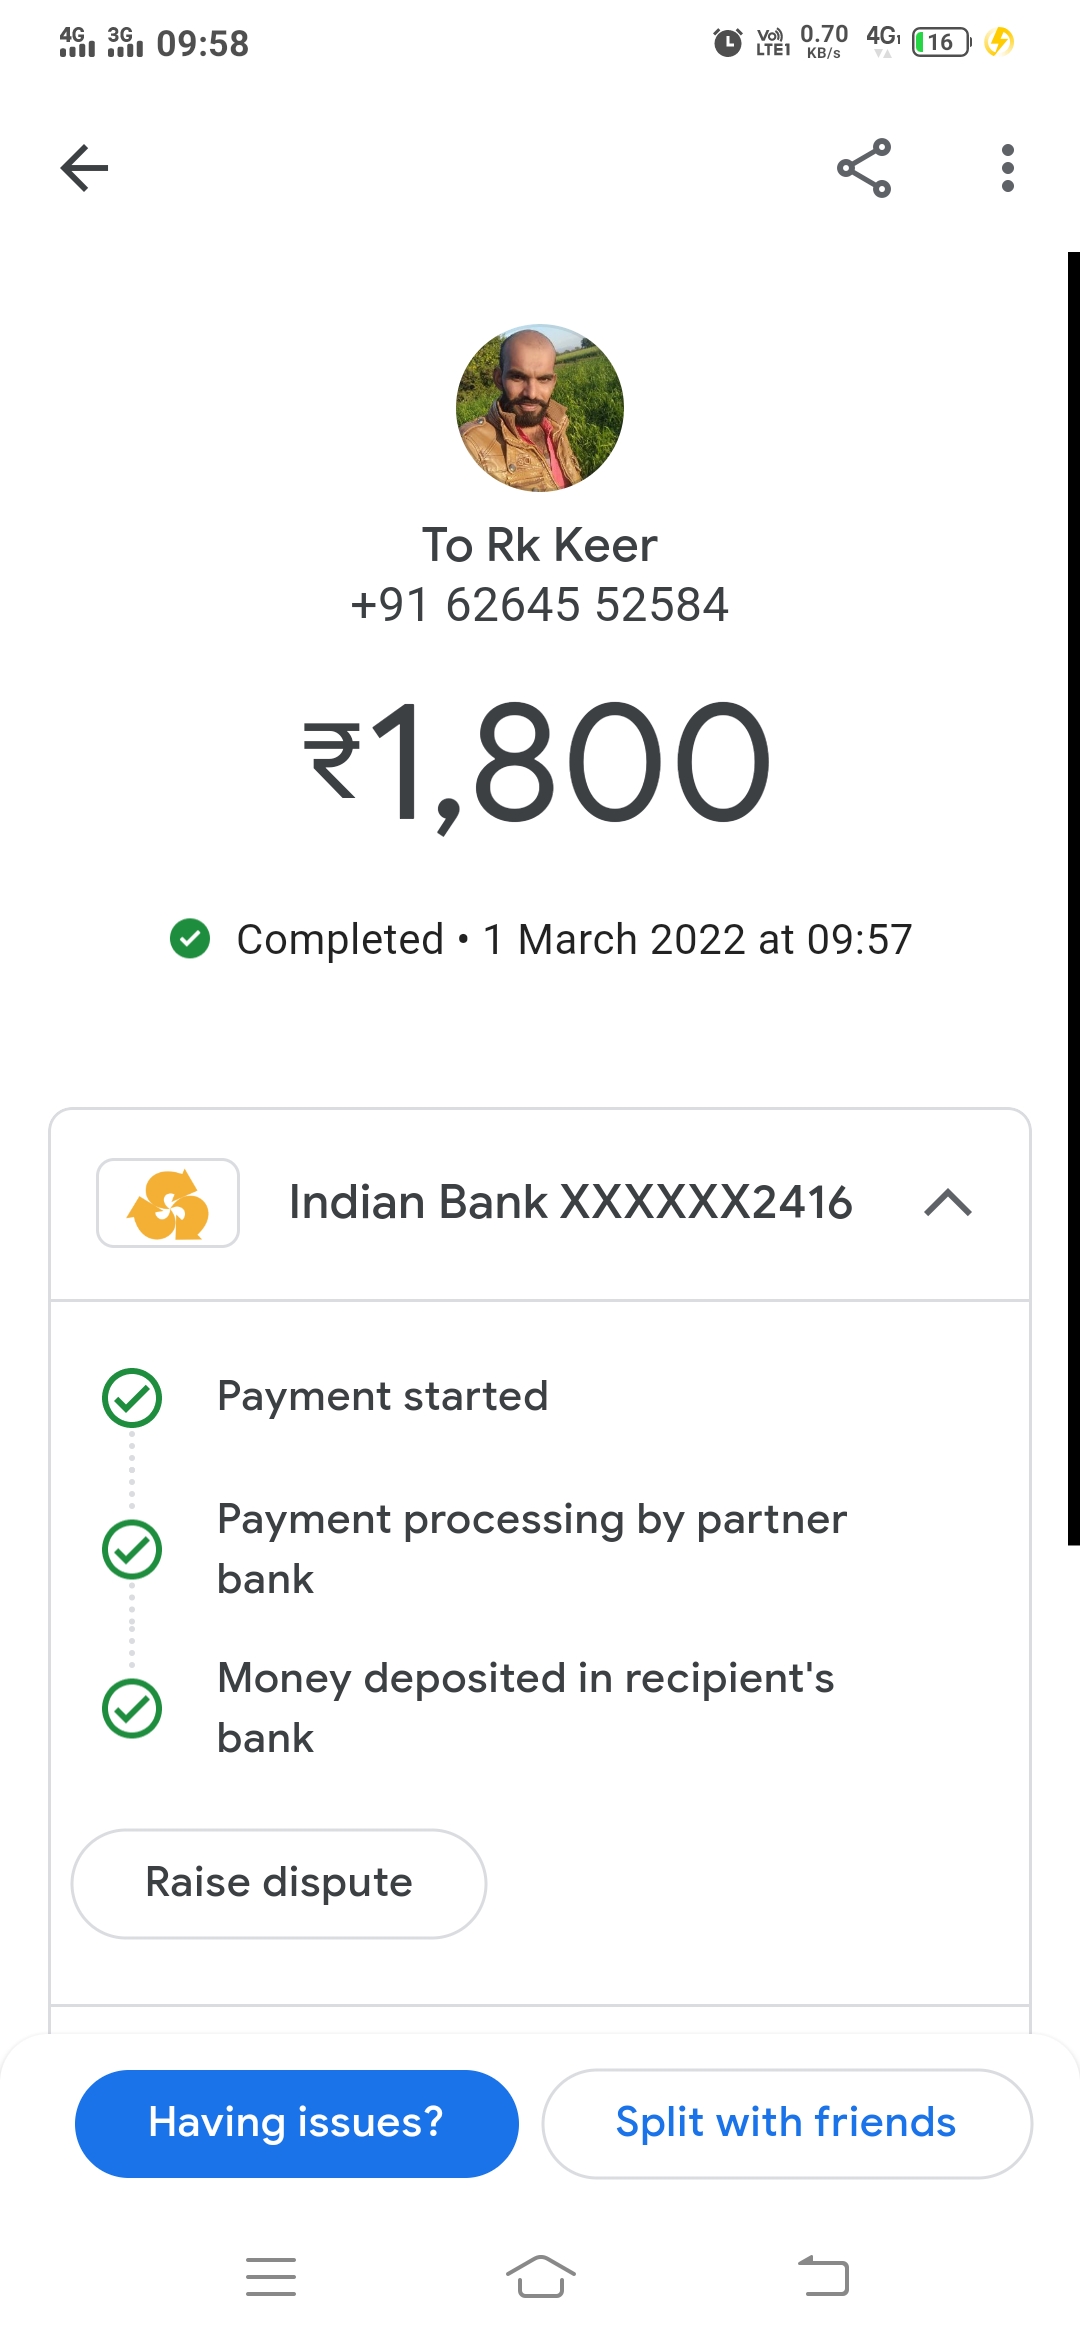 4G 3G 09:58 Vo)) LTE1 0.70 KB/s 4G1 16
To Rk Keer
+91 62645 52584
₹1,800
Completed • 1 March 2022 at 09:57
Indian Bank XXXXXX2416
Payment started
Payment processing by partner
bank
Money deposited in recipient's
bank
Raise dispute
Having issues? Split with friends